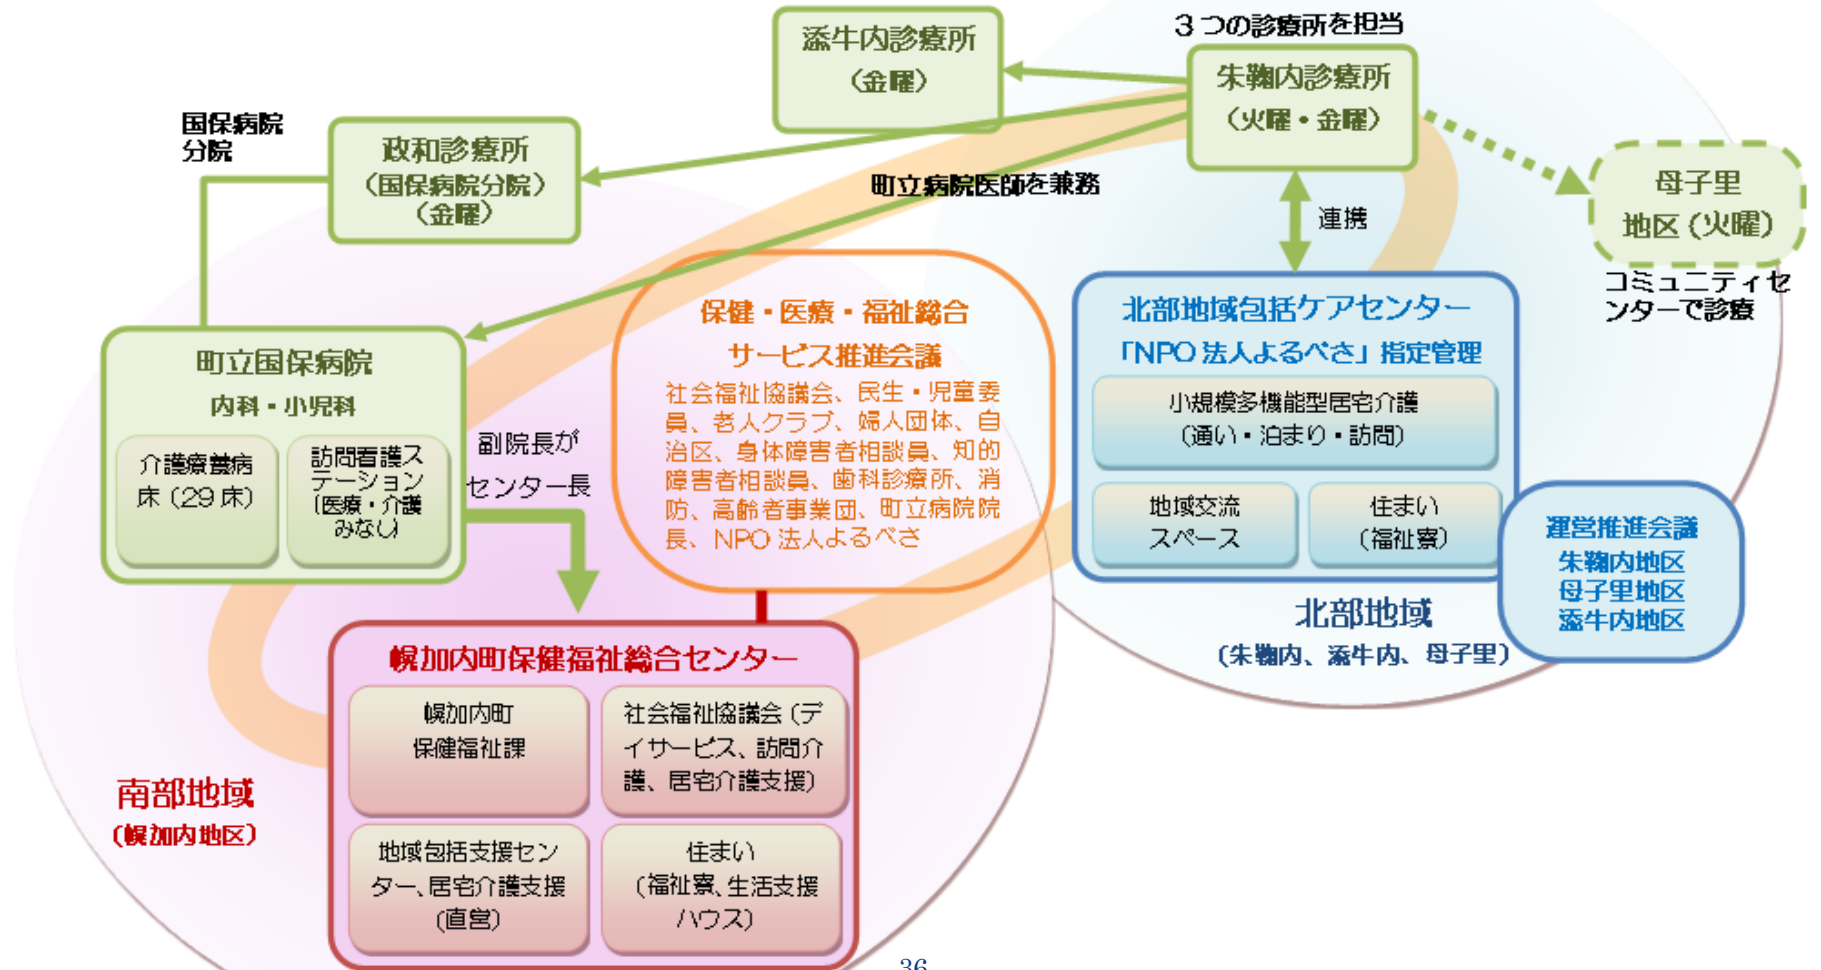 3つの診療所を担当
添牛内診療所
（金曜）
朱鞠内診療所
（火曜・金曜）
国保病院
分院
政和診療所
（国保病院分院）
（金曜）
町立病院医師を兼務
連携
母子里
地区（火曜）
コミュニティセ
ンターで診療
町立国保病院
内科・小児科
介護療養病
床（29床）
訪問看護ス
テーション
（医療・介護
みなし）
副院長が
センター長
保健・医療・福祉総合
サービス推進会議
社会福祉協議会、民生・児童委
員、老人クラブ、婦人団体、自
治区、身体障害者相談員、知的
障害者相談員、歯科診療所、消
防、高齢者事業団、町立病院院
長、NPO法人よるべさ
北部地域包括ケアセンター
「NPO法人よるべさ」指定管理
小規模多機能型居宅介護
（通い・泊まり・訪問）
地域交流
スペース
住まい
（福祉寮）
運営推進会議
朱鞠内地区
母子里地区
添牛内地区
北部地域
（朱鞠内、添牛内、母子里）
幌加内町保健福祉総合センター
幌加内町
保健福祉課
社会福祉協議会（デ
イサービス、訪問介
護、居宅介護支援）
地域包括支援セン
ター、居宅介護支援
（直営）
住まい
（福祉寮、生活支援
ハウス）
南部地域
（幌加内地区）
36